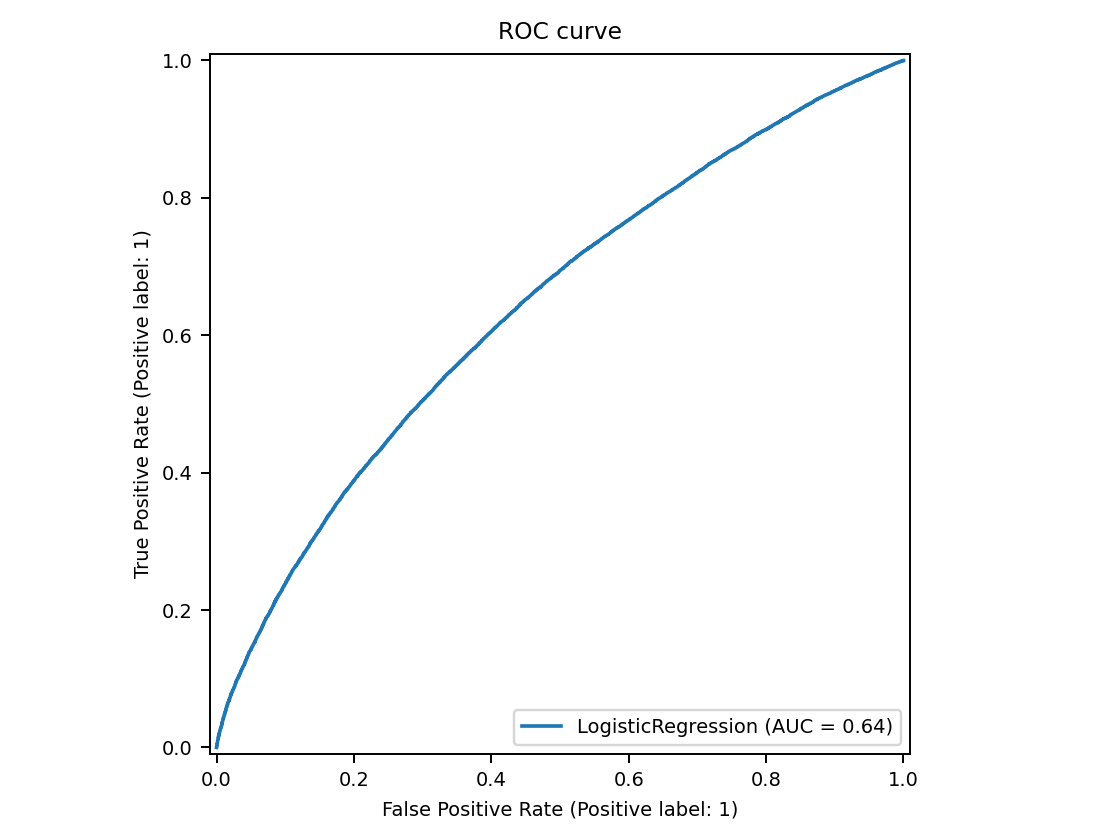 ROC curve
1.0
0.8
0.6
0.4
0.2
0.0
True Positive Rate (Positive label: 1)
LogisticRegression (AUC = 0.64)
0.0 0.2 0.4 0.6 0.8 1.0
False Positive Rate (Positive label: 1)